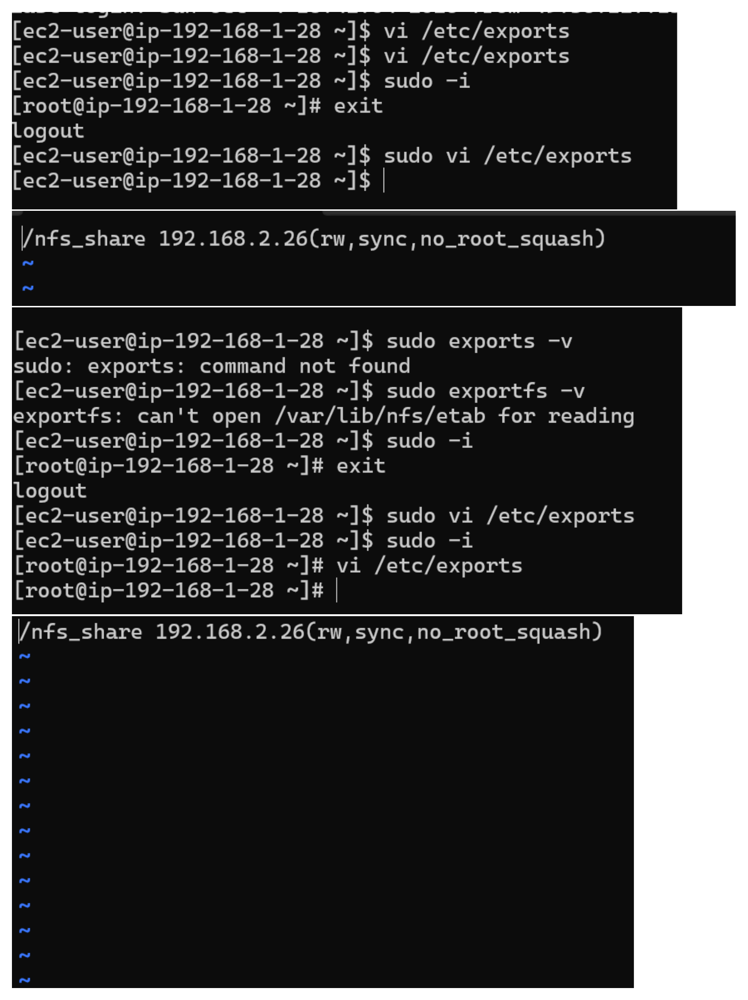 [ec2-user@ip-192-168-1-28 ~]$ vi /etc/exports
[ec2-user@ip-192-168-1-28 ~]$ vi /etc/exports
[ec2-user@ip-192-168-1-28 ~]$ sudo -i
[root@ip-192-168-1-28 ~]# exit
logout
[ec2-user@ip-192-168-1-28 ~]$ sudo vi /etc/exports
[ec2-user@ip-192-168-1-28 ~]$
/nfs_share 192.168.2.26(rw,sync,no_root_squash)
~
~
[ec2-user@ip-192-168-1-28 ~]$ sudo exports -v
sudo: exports: command not found
[ec2-user@ip-192-168-1-28 ~]$ sudo exportfs -v
exportfs: can't open /var/lib/nfs/etab for reading
[ec2-user@ip-192-168-1-28 ~]$ sudo -i
[root@ip-192-168-1-28 ~]# exit
logout
[ec2-user@ip-192-168-1-28 ~]$ sudo vi /etc/exports
[ec2-user@ip-192-168-1-28 ~]$ sudo -i
[root@ip-192-168-1-28 ~]# vi /etc/exports
[root@ip-192-168-1-28 ~]#
/nfs_share 192.168.2.26(rw,sync,no_root_squash)
~
~
~
~
~
~
~
~
~
~
~
~
~
~